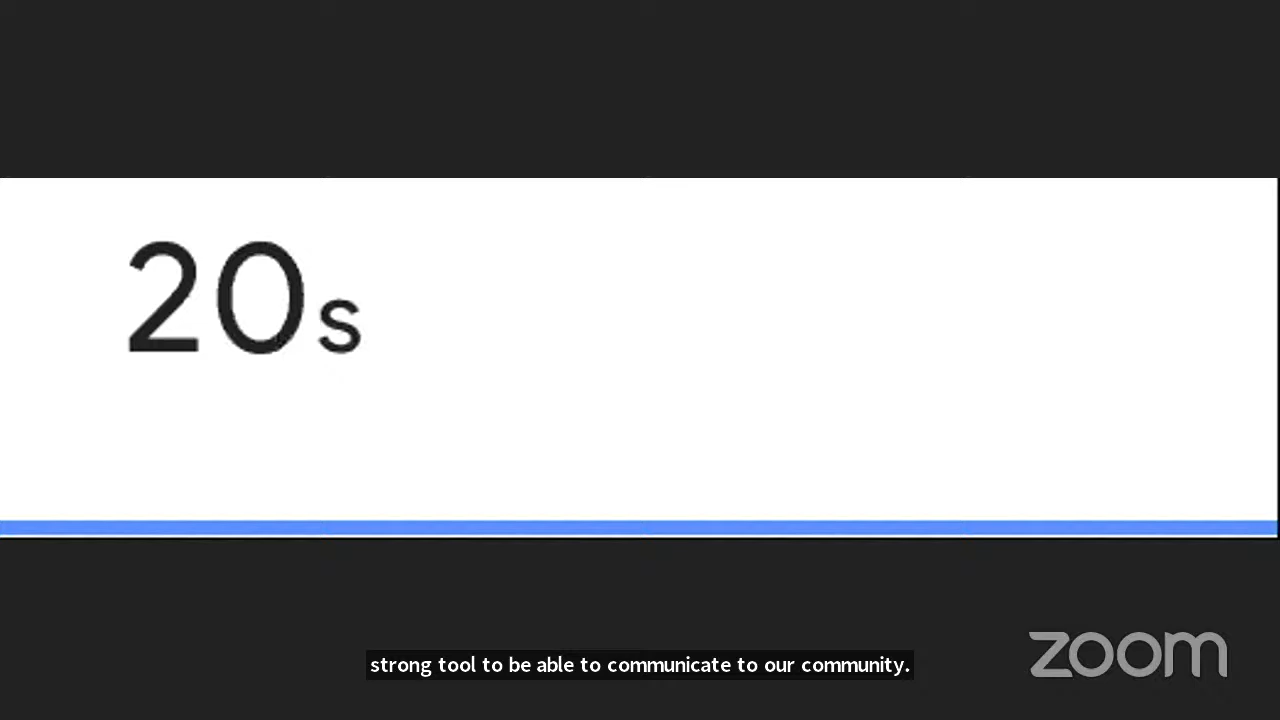 20s
strong tool to be able to communicate to our community.
zoom